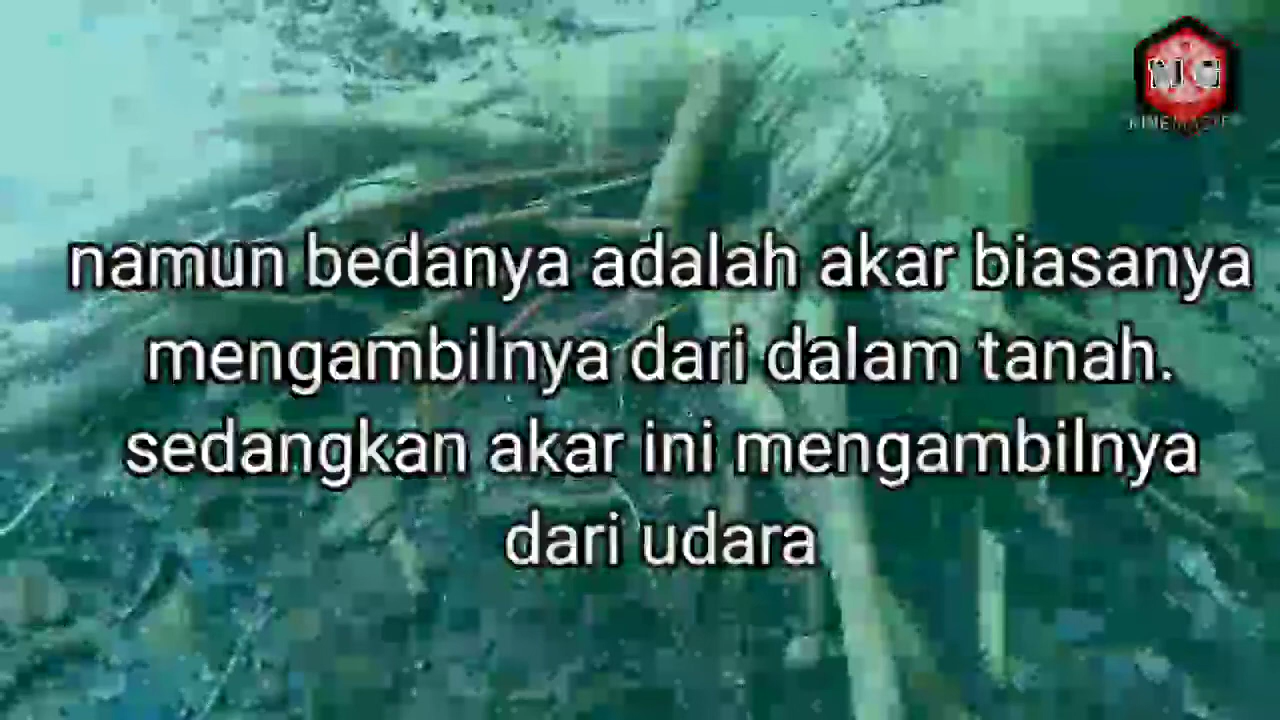 namun bedanya adalah akar biasanya
mengambilnya dari dalam tanah.
sedangkan akar ini mengambilnya
dari udara